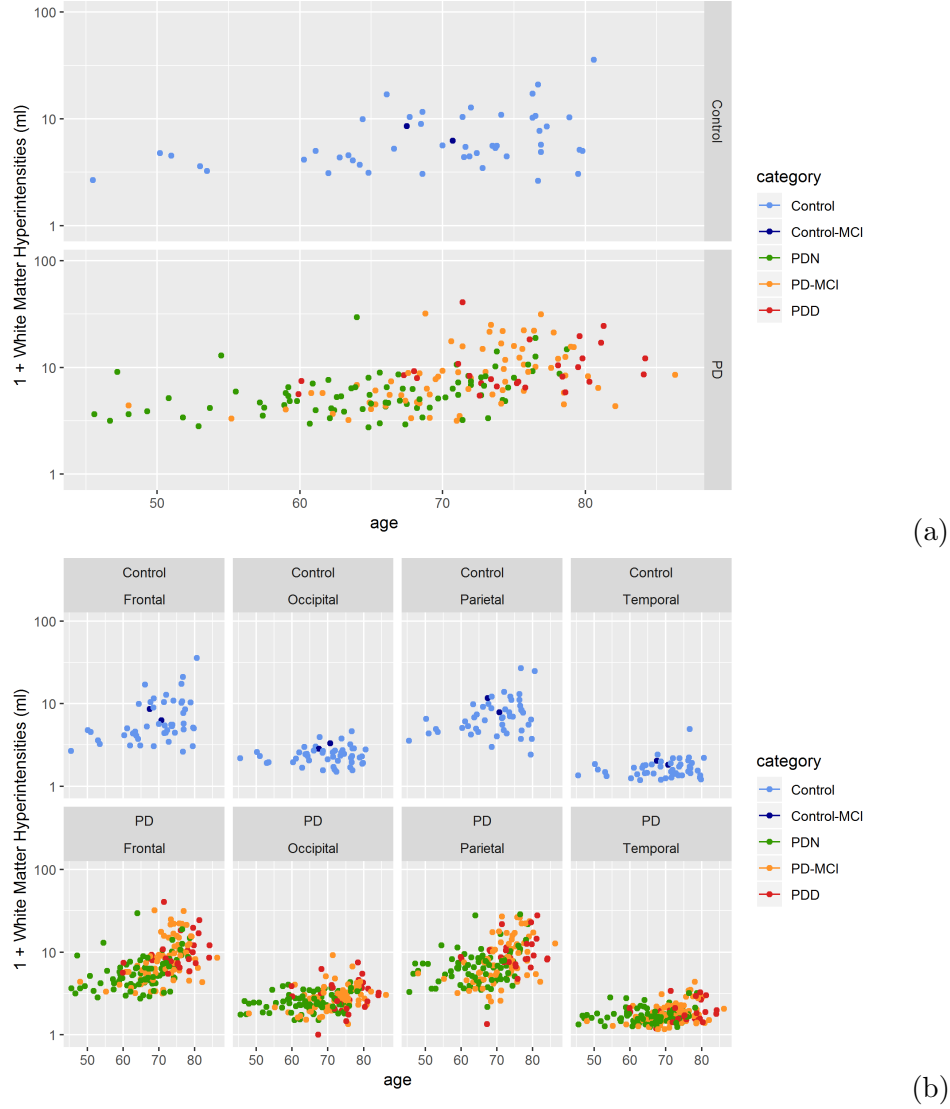 100
10
1
Control
100
10
1
PD
50
60
70
80
age
1 + White Matter Hyperintensities (ml)
category
Control
Control-MCI
PDN
PD-MCI
PDD
(a)
Control
Control
Control
Control
Frontal
Occipital
Parietal
Temporal
100
10
1
PD
PD
PD
PD
Frontal
Occipital
Parietal
Temporal
100
10
1
50 60 70 80
50 60 70 80
50 60 70 80
50 60 70 80
age
1 + White Matter Hyperintensities (ml)
category
Control
Control-MCI
PDN
PD-MCI
PDD
(b)